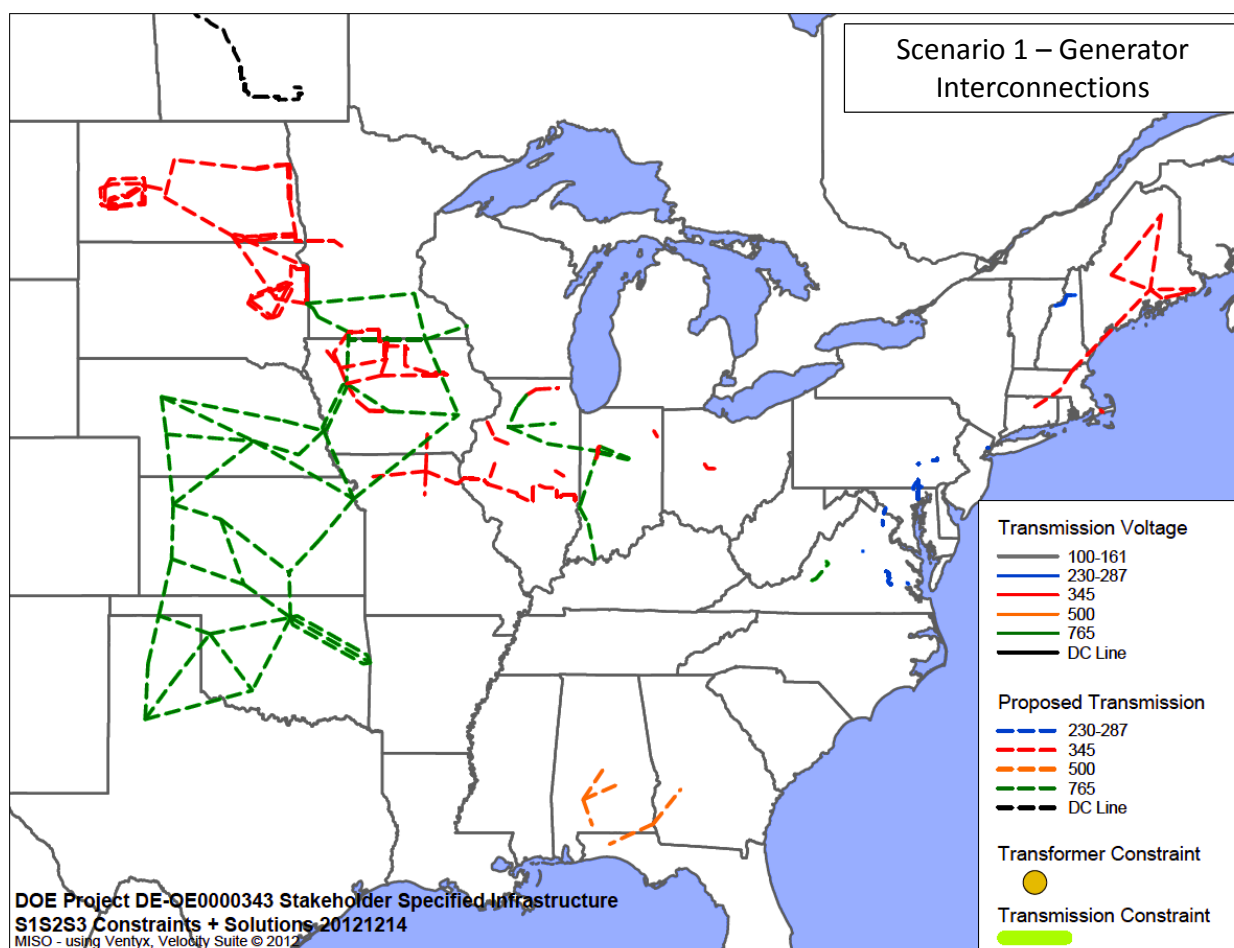 Scenario 1 – Generator
Interconnections
Transmission Voltage
100-161
230-287
345
500
765
DC Line
Proposed Transmission
230-287
345
500
765
DC Line
Transformer Constraint
Transmission Constraint
DOE Project DE-OE0000343 Stakeholder Specified Infrastructure
S1S2S3 Constraints + Solutions 20121214
MISO - using Ventyx, Velocity Suite © 2012